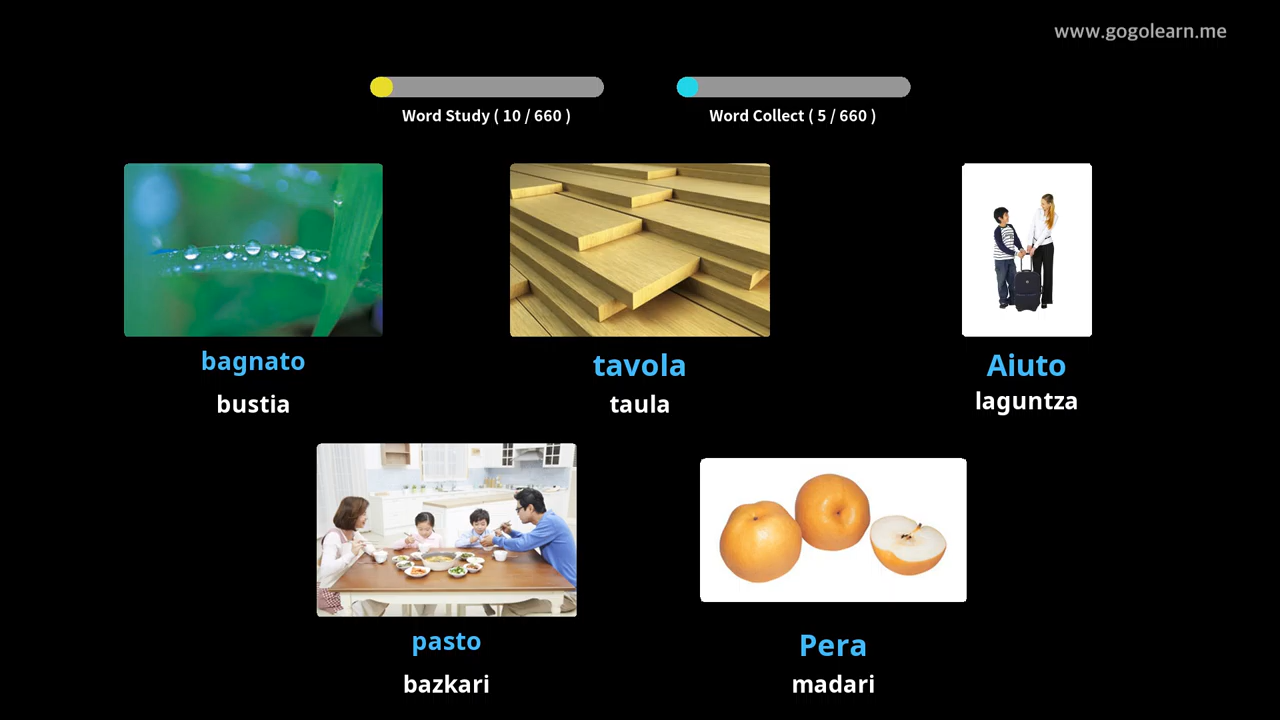 www.gogolearn.me
Word Study ( 10 / 660 )
Word Collect ( 5 / 660 )
bagnato
bustia
tavola
taula
Aiuto
laguntza
pasto
bazkari
Pera
madari